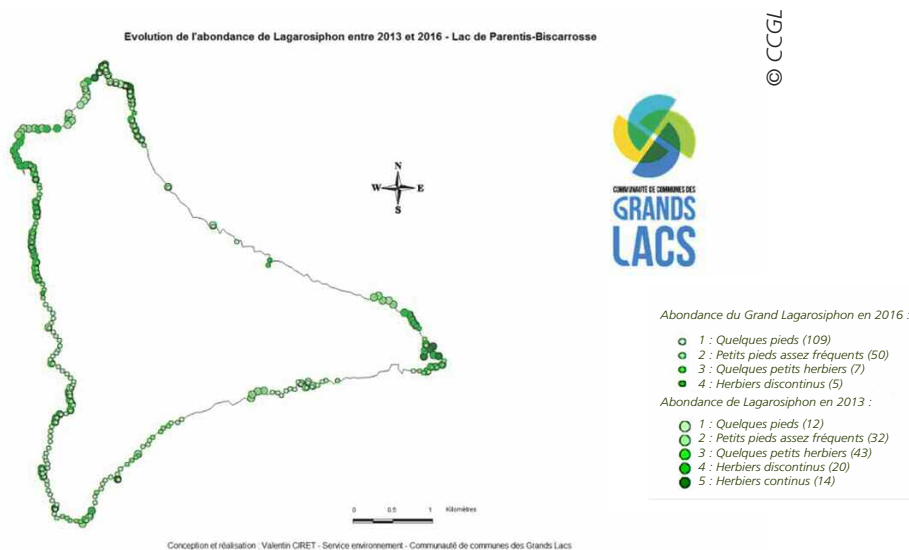 © CCGL
Evolution de l'abondance de Lagarosiphon entre 2013 et 2016 - Lac de Parentis-Biscarrosse
N
W E
S
COMMUNAUTÉ DE COMMUNES DES
GRANDS
LACS
Abondance du Grand Lagarosiphon en 2016 :
1 : Quelques pieds (109)
2 : Petits pieds assez fréquents (50)
3 : Quelques petits herbiers (7)
4 : Herbiers discontinus (5)
Abondance de Lagarosiphon en 2013 :
1 : Quelques pieds (12)
2 : Petits pieds assez fréquents (32)
3 : Quelques petits herbiers (43)
4 : Herbiers discontinus (20)
5 : Herbiers continus (14)
0 0.5 1 Kilomètres
Conception et réalisation : Valentin CIRET - Service environnement - Communauté de communes des Grands Lacs